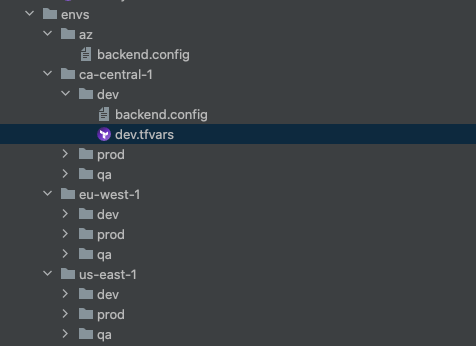 envs
az
backend.config
ca-central-1
dev
backend.config
dev.tfvars
prod
qa
eu-west-1
dev
prod
qa
us-east-1
dev
prod
qa